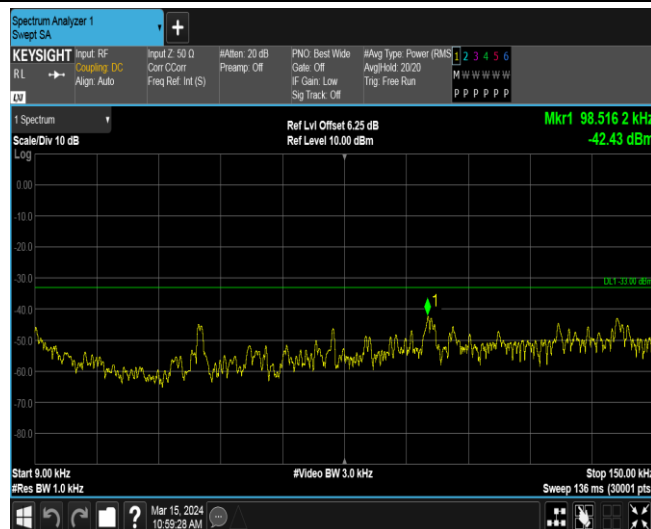 Spectrum Analyzer 1
Swept SA
+
KEYSIGHT Input: RF Input Z: 50 Ω #Atten: 20 dB PNO: Best Wide #Avg Type: Power (RMS 1 2 3 4 5 6
RL Coupling: DC Corr CCorr Preamp: Off Gate: Off Avg|Hold: 20/20 M W W W W W
Align: Auto Freq Ref: Int (S) IF Gain: Low Trig: Free Run
LXI Sig Track: Off P P P P P P
1 Spectrum Ref Lvl Offset 6.25 dB Mkr1 98.516 2 kHz
Scale/Div 10 dB Ref Level 10.00 dBm -42.43 dBm
Log
0.00
-10.0
-20.0
-30.0
DL1 -33.00 dBm
-40.0
1
-50.0
-60.0
-70.0
-80.0
Start 9.00 kHz #Video BW 3.0 kHz Stop 150.00 kHz
#Res BW 1.0 kHz Sweep 136 ms (30001 pts
? Mar 15, 2024
10:59:28 AM